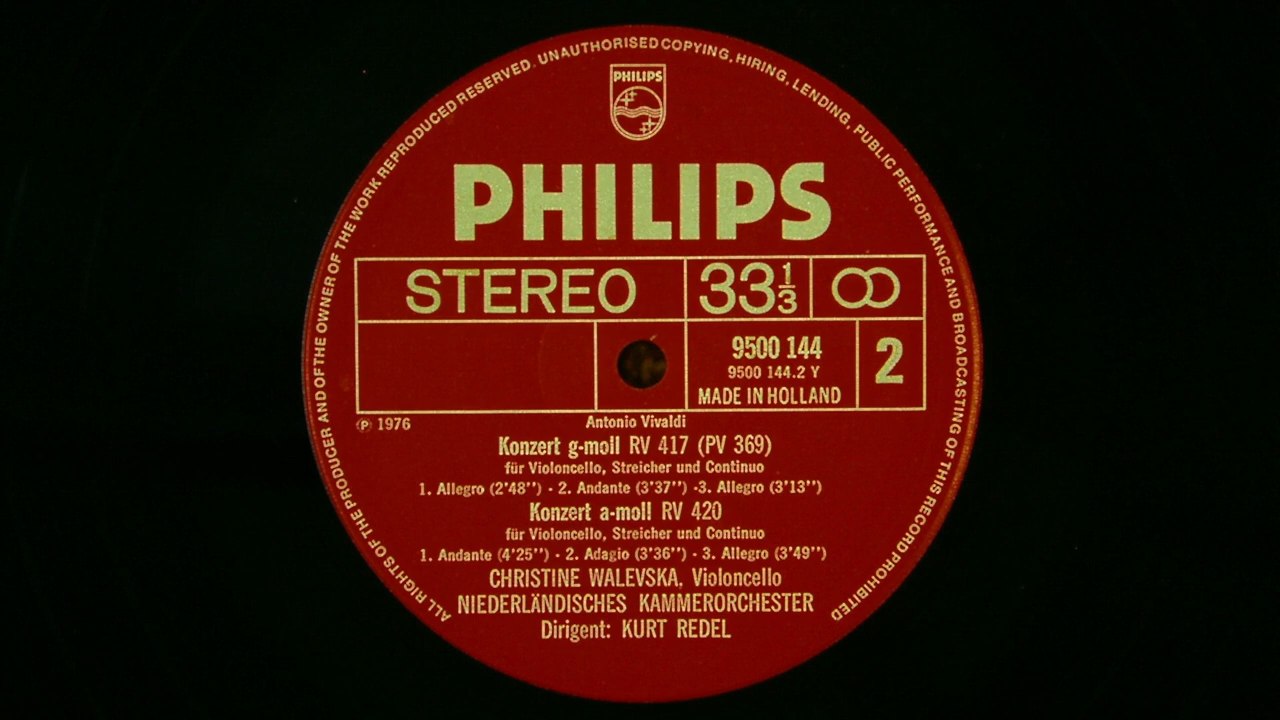 ALL RIGHTS OF THE PRODUCER AND OF THE OWNER OF THE WORK REPRODUCED RESERVED. UNAUTHORISED COPYING, HIRING, LENDING, PUBLIC PERFORMANCE AND BROADCASTING OF THIS RECORD PROHIBITED
PHILIPS
PHILIPS
STEREO 33 1/3
9500 144
9500 144.2 Y
MADE IN HOLLAND
2
℗ 1976
Antonio Vivaldi
Konzert g-moll RV 417 (PV 369)
für Violoncello, Streicher und Continuo
1. Allegro (2'48'') - 2. Andante (3'37'') -3. Allegro (3'13'')
Konzert a-moll RV 420
für Violoncello, Streicher und Continuo
1. Andante (4'25'') - 2. Adagio (3'36'') - 3. Allegro (3'49'')
CHRISTINE WALEVSKA, Violoncello
NIEDERLÄNDISCHES KAMMERORCHESTER
Dirigent: KURT REDEL